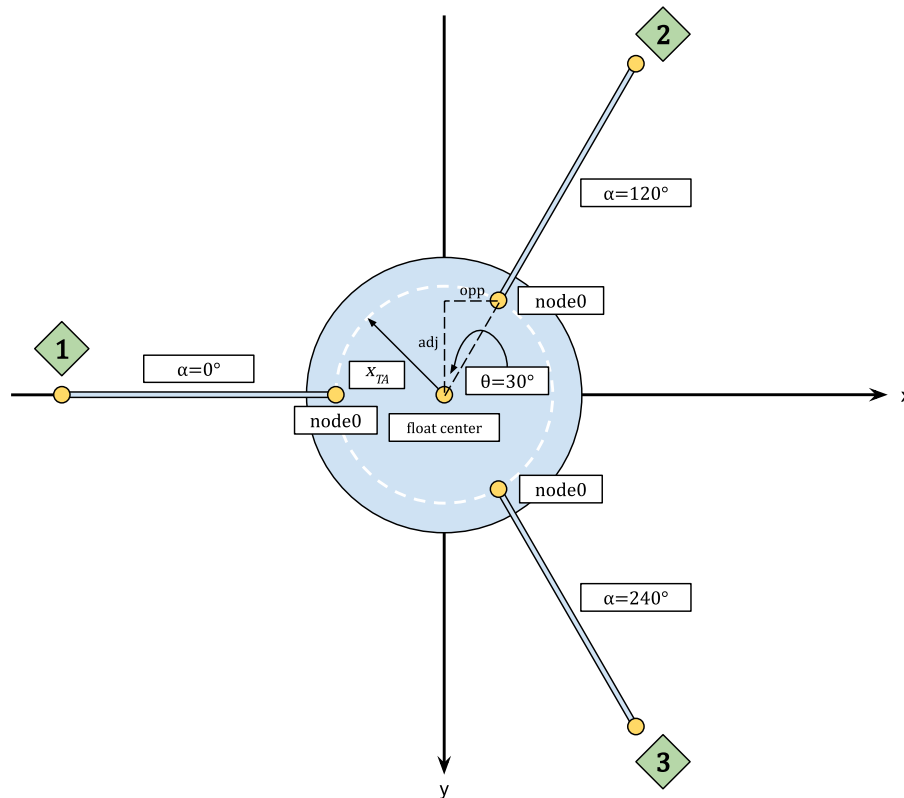 2
α=120°
opp
node0
adj
1
α=0°
x_TA
θ=30°
x
node0
float center
node0
α=240°
3
y